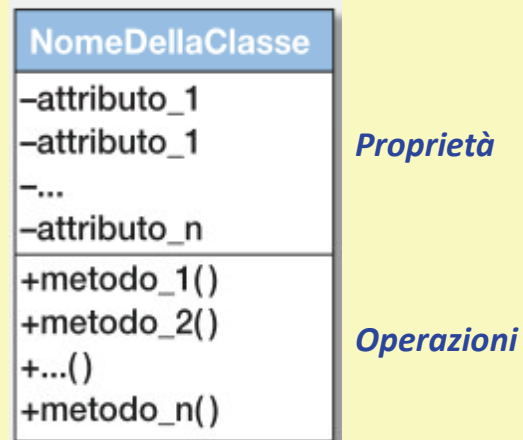 NomeDellaClasse
–attributo_1
–attributo_1
–...
–attributo_n
Proprietà
+metodo_1()
+metodo_2()
+...()
+metodo_n()
Operazioni